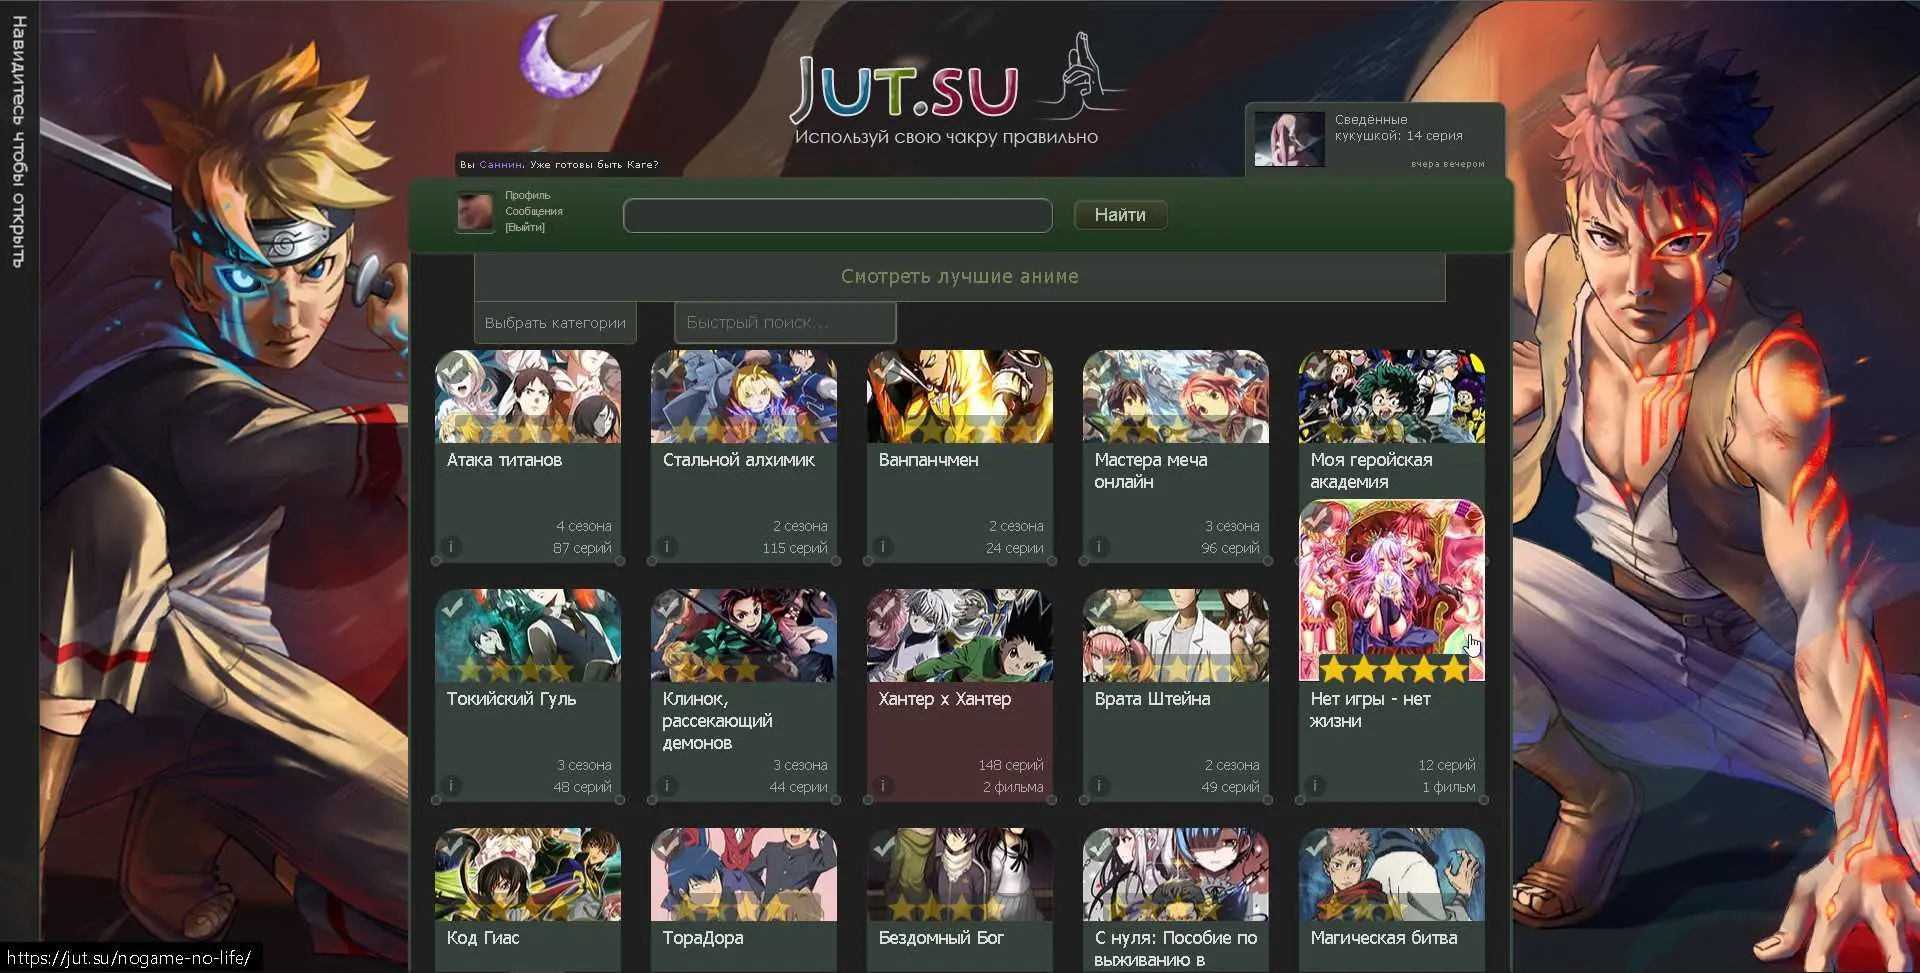 Наведитесь чтобы открыть
JUT.SU
Используй свою чакру правильно
Сведённые
кукушкой: 14 серия
вчера вечером
Вы Саннин. Уже готовы быть Каге?
Профиль
Сообщения
[Выйти]
Найти
Смотреть лучшие аниме
Выбрать категории
Быстрый поиск...
Атака титанов
4 сезона
87 серий
Стальной алхимик
2 сезона
115 серий
Ванпанчмен
2 сезона
24 серии
Мастера меча
онлайн
3 сезона
96 серий
Моя геройская
академия
Токийский Гуль
3 сезона
48 серий
Клинок,
рассекающий
демонов
3 сезона
44 серии
Хантер х Хантер
148 серий
2 фильма
Врата Штейна
2 сезона
49 серий
Нет игры - нет
жизни
12 серий
1 фильм
Код Гиас
ТораДора
Бездомный Бог
С нуля: Пособие по
выживанию в
Магическая битва
https://jut.su/nogame-no-life/